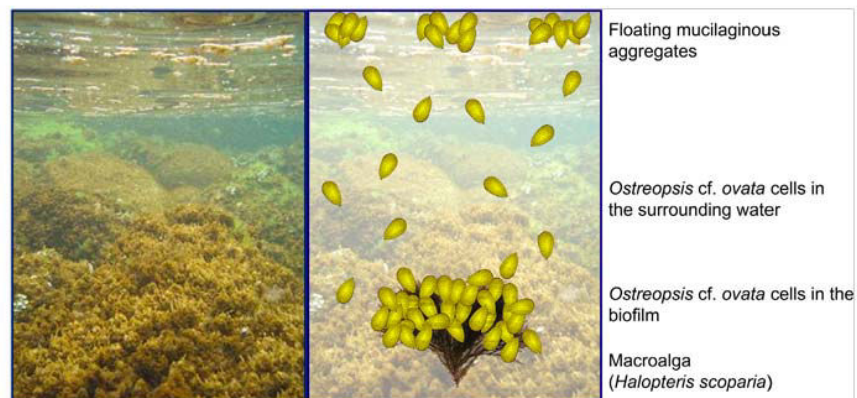 Floating mucilaginous
aggregates
Ostreopsis cf. ovata cells in
the surrounding water
Ostreopsis cf. ovata cells in the
biofilm
Macroalga
(Halopteris scoparia)